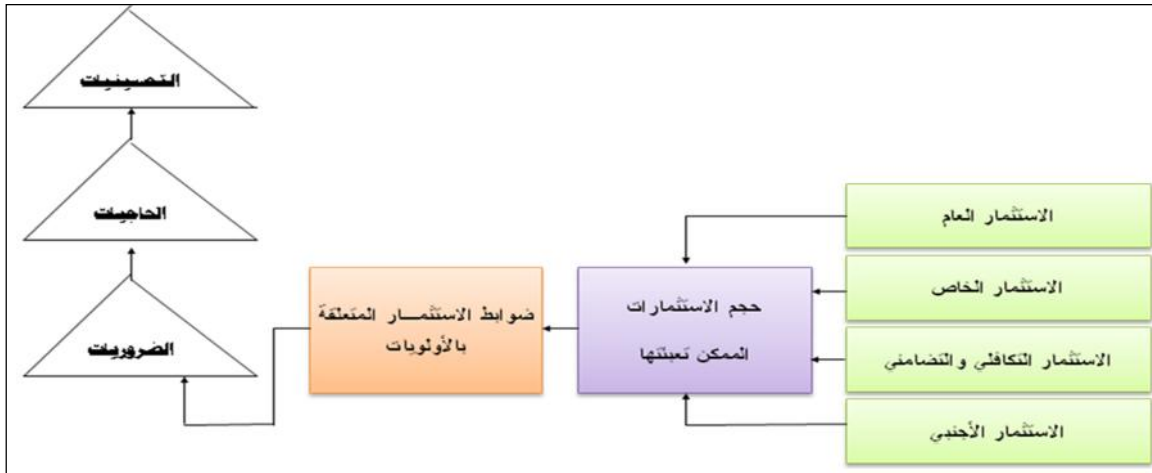 الاستثمار العام
الاستثمار الخاص
الاستثمار التكافلي والتضامني
الاستثمار الأجنبي
حجم الاستثمارات
الممكن تعبئتها
ضوابط الاستثمـــار المتعلقة
بالأولويات
الضروريات
الحاجيات
التحسينيات